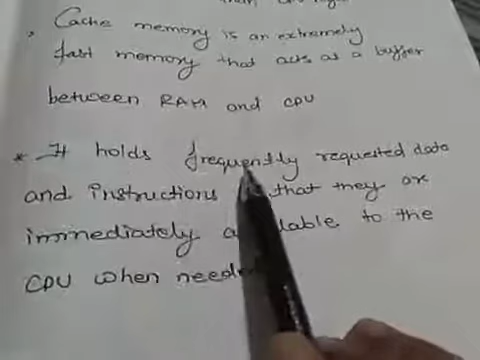 Cache memory is an extremely
fast memory that acts as a buffer
between RAM and CPU
* It holds frequently requested data
and instructions that they are
immediately available to the
CPU when needed